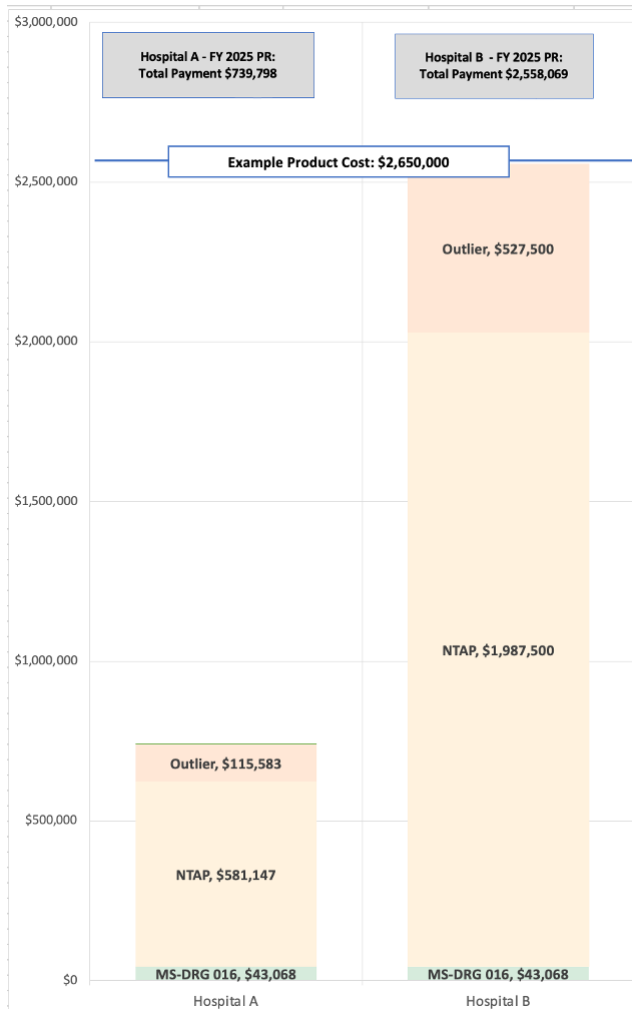 $3,000,000
Hospital A - FY 2025 PR:
Total Payment $739,798
Hospital B - FY 2025 PR:
Total Payment $2,558,069
Example Product Cost: $2,650,000
$2,500,000
Outlier, $527,500
$2,000,000
$1,500,000
$1,000,000
NTAP, $1,987,500
Outlier, $115,583
$500,000
NTAP, $581,147
MS-DRG 016, $43,068
MS-DRG 016, $43,068
$0
Hospital A
Hospital B